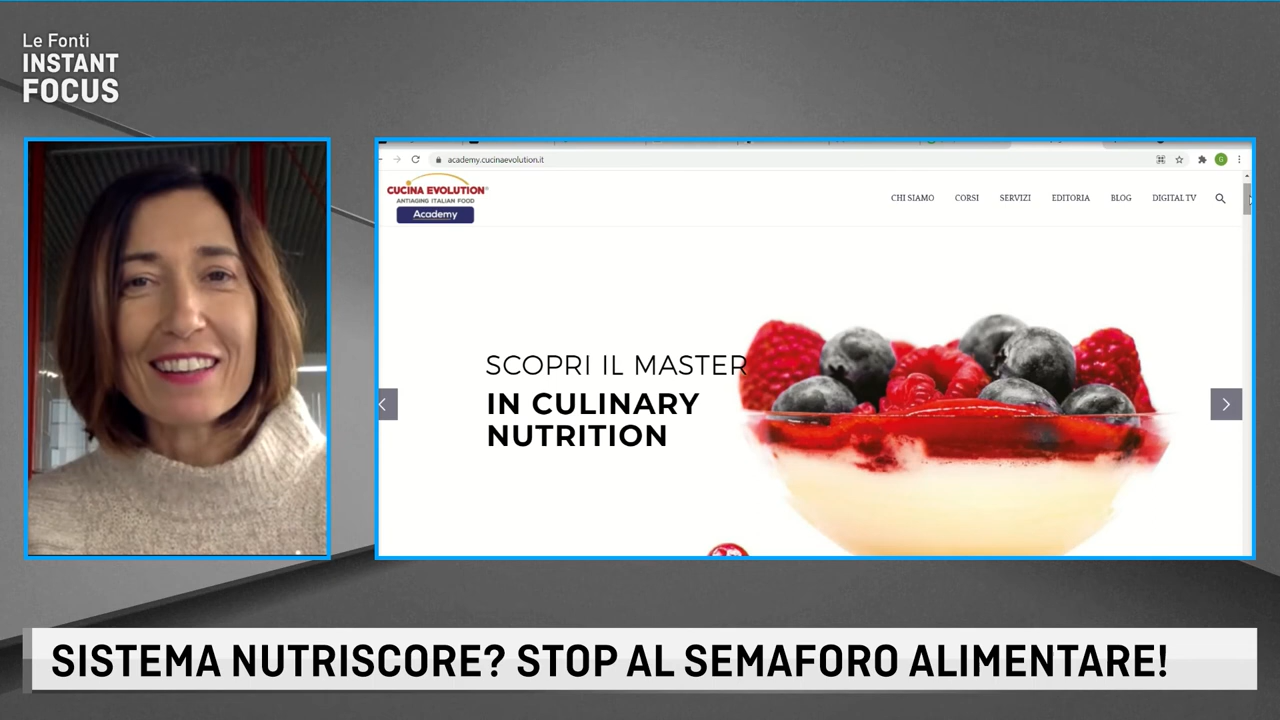 Le Fonti
INSTANT
FOCUS
academy.cucinaevolution.it
G
CUCINA EVOLUTION®
ANTIAGING ITALIAN FOOD
Academy
CHI SIAMO CORSI SERVIZI EDITORIA BLOG DIGITAL TV
SCOPRI IL MASTER
IN CULINARY
NUTRITION
SISTEMA NUTRISCORE? STOP AL SEMAFORO ALIMENTARE!